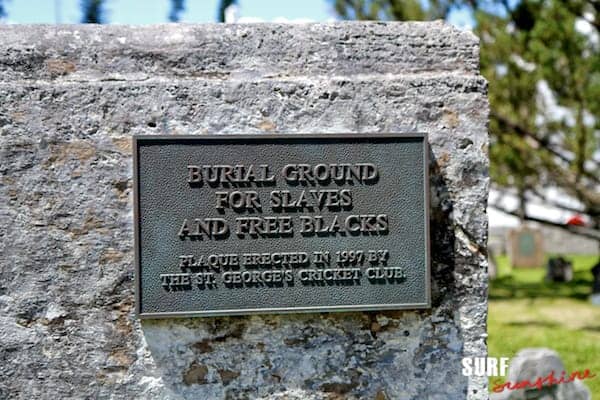 BURIAL GROUND
FOR SLAVES
AND FREE BLACKS
PLAQUE ERECTED IN 1997 BY
THE ST. GEORGE'S CRICKET CLUB.
SURF
Sunshine